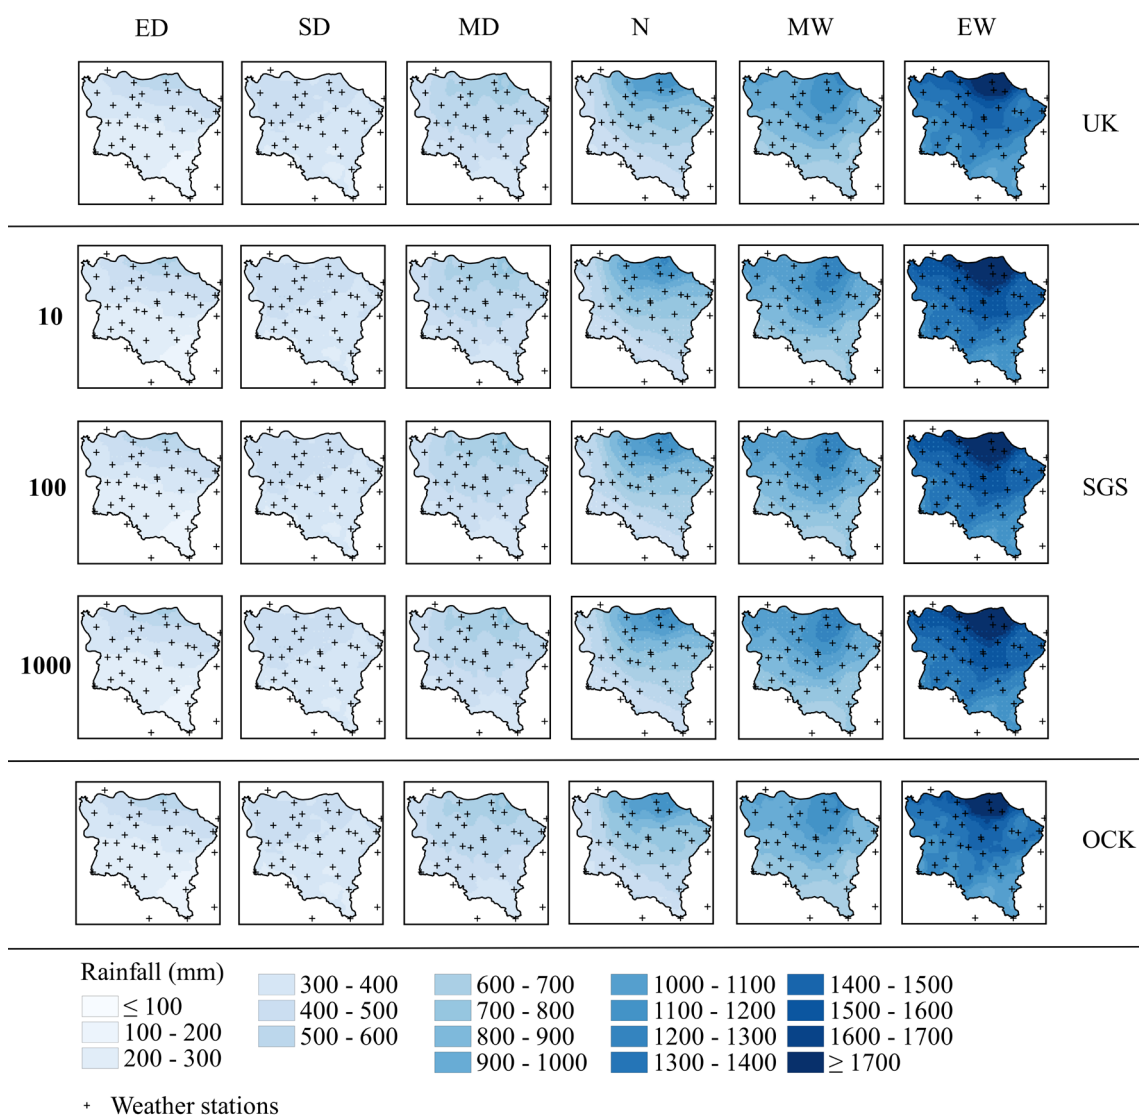 ED SD MD N MW EW
UK
10
100 SGS
1000
OCK
Rainfall (mm)
≤ 100
100 - 200
200 - 300
300 - 400
400 - 500
500 - 600
600 - 700
700 - 800
800 - 900
900 - 1000
1000 - 1100
1100 - 1200
1200 - 1300
1300 - 1400
1400 - 1500
1500 - 1600
1600 - 1700
≥ 1700
+ Weather stations